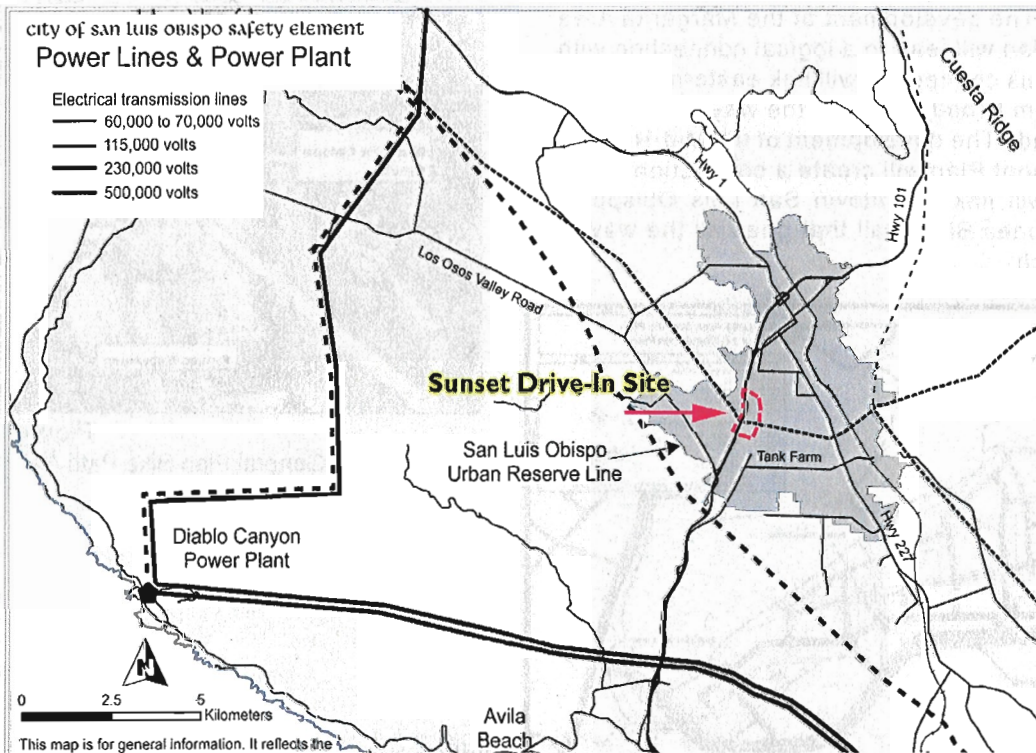 city of san luis obispo safety element
Power Lines & Power Plant
Electrical transmission lines
60,000 to 70,000 volts
115,000 volts
230,000 volts
500,000 volts
Cuesta Ridge
Hwy 1
Hwy 101
Los Osos Valley Road
Sunset Drive-In Site
San Luis Obispo
Urban Reserve Line
Tank Farm
Hwy 227
Diablo Canyon
Power Plant
N
0 2.5 5
Kilometers
Avila
Beach
This map is for general information. It reflects the